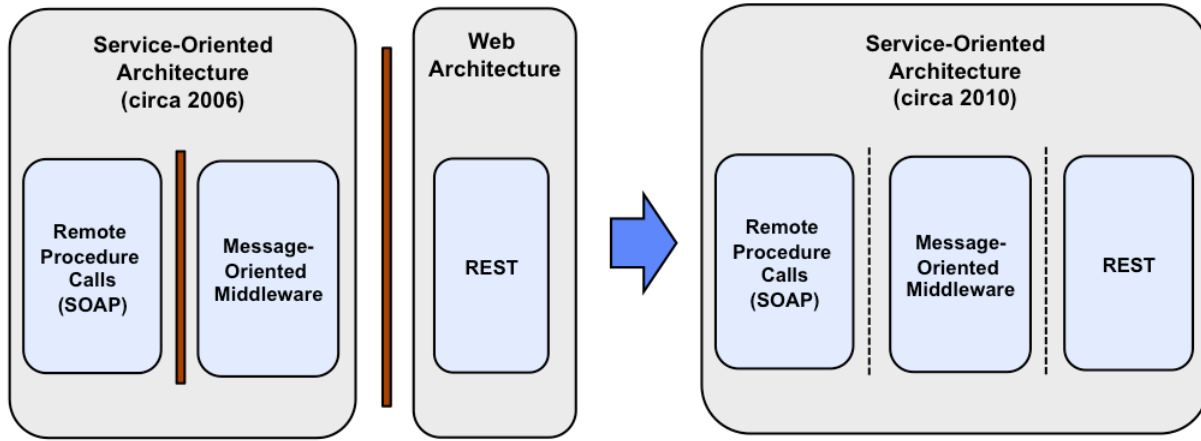 Service-Oriented
Architecture
(circa 2006)
Remote
Procedure
Calls
(SOAP)
Message-
Oriented
Middleware
Web
Architecture
REST
Service-Oriented
Architecture
(circa 2010)
Remote
Procedure
Calls
(SOAP)
Message-
Oriented
Middleware
REST